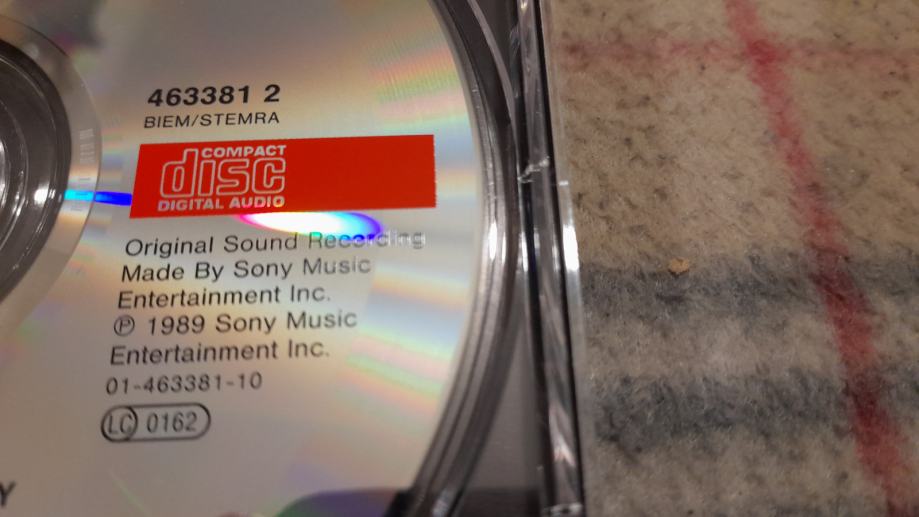 463381 2
BIEM/STEMRA
COMPACT
disc
DIGITAL AUDIO
Original Sound Recording
Made By Sony Music
Entertainment Inc.
℗ 1989 Sony Music
Entertainment Inc.
01-463381-10
LC 0162
Y